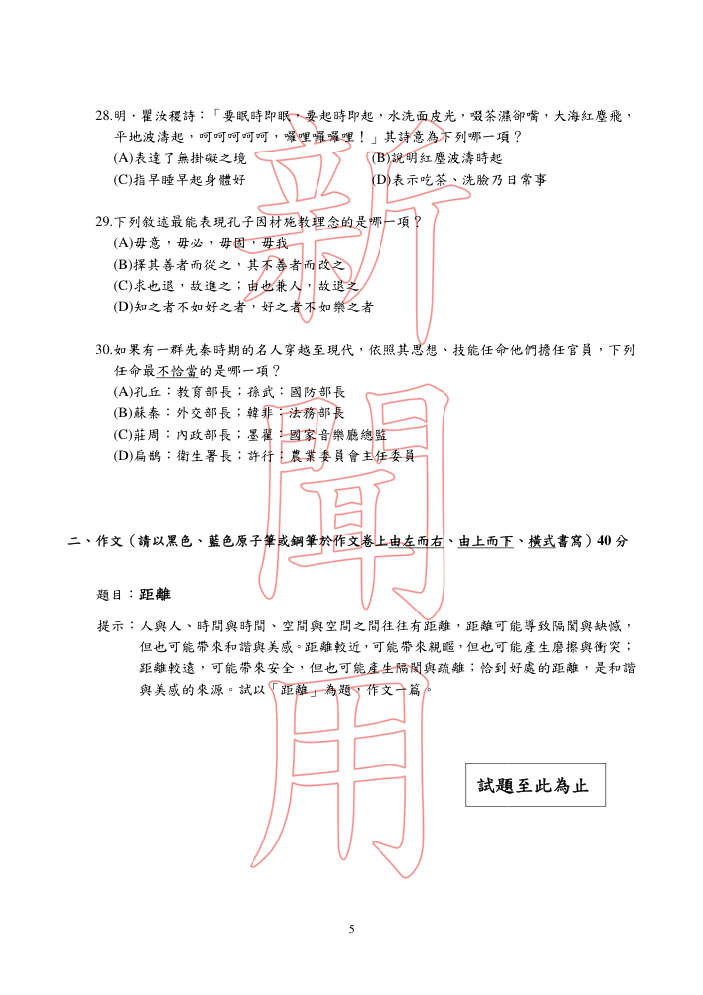 28.明．瞿汝稷詩：「要眠時即眠，要起時即起，水洗面皮光，啜茶濕卻嘴，大海紅塵飛，
平地波濤起，呵呵呵呵呵，囉哩囉囉哩！」其詩意為下列哪一項？
(A)表達了無掛礙之境 (B)說明紅塵波濤時起
(C)指早睡早起身體好 (D)表示吃茶、洗臉乃日常事
29.下列敘述最能表現孔子因材施教理念的是哪一項？
(A)毋意，毋必，毋固，毋我
(B)擇其善者而從之，其不善者而改之
(C)求也退，故進之；由也兼人，故退之
(D)知之者不如好之者，好之者不如樂之者
30.如果有一群先秦時期的名人穿越至現代，依照其思想、技能任命他們擔任官員，下列
任命最不恰當的是哪一項？
(A)孔丘：教育部長；孫武：國防部長
(B)蘇秦：外交部長；韓非：法務部長
(C)莊周：內政部長；墨翟：國家音樂廳總監
(D)扁鵲：衛生署長；許行：農業委員會主任委員
二、作文（請以黑色、藍色原子筆或鋼筆於作文卷上由左而右、由上而下、橫式書寫）40 分
題目：距離
提示：人與人、時間與時間、空間與空間之間往往有距離，距離可能導致隔閡與缺憾，
但也可能帶來和諧與美感。距離較近，可能帶來親暱，但也可能產生磨擦與衝突；
距離較遠，可能帶來安全，但也可能產生隔閡與疏離；恰到好處的距離，是和諧
與美感的來源。試以「距離」為題，作文一篇。
試題至此為止
新聞用
5